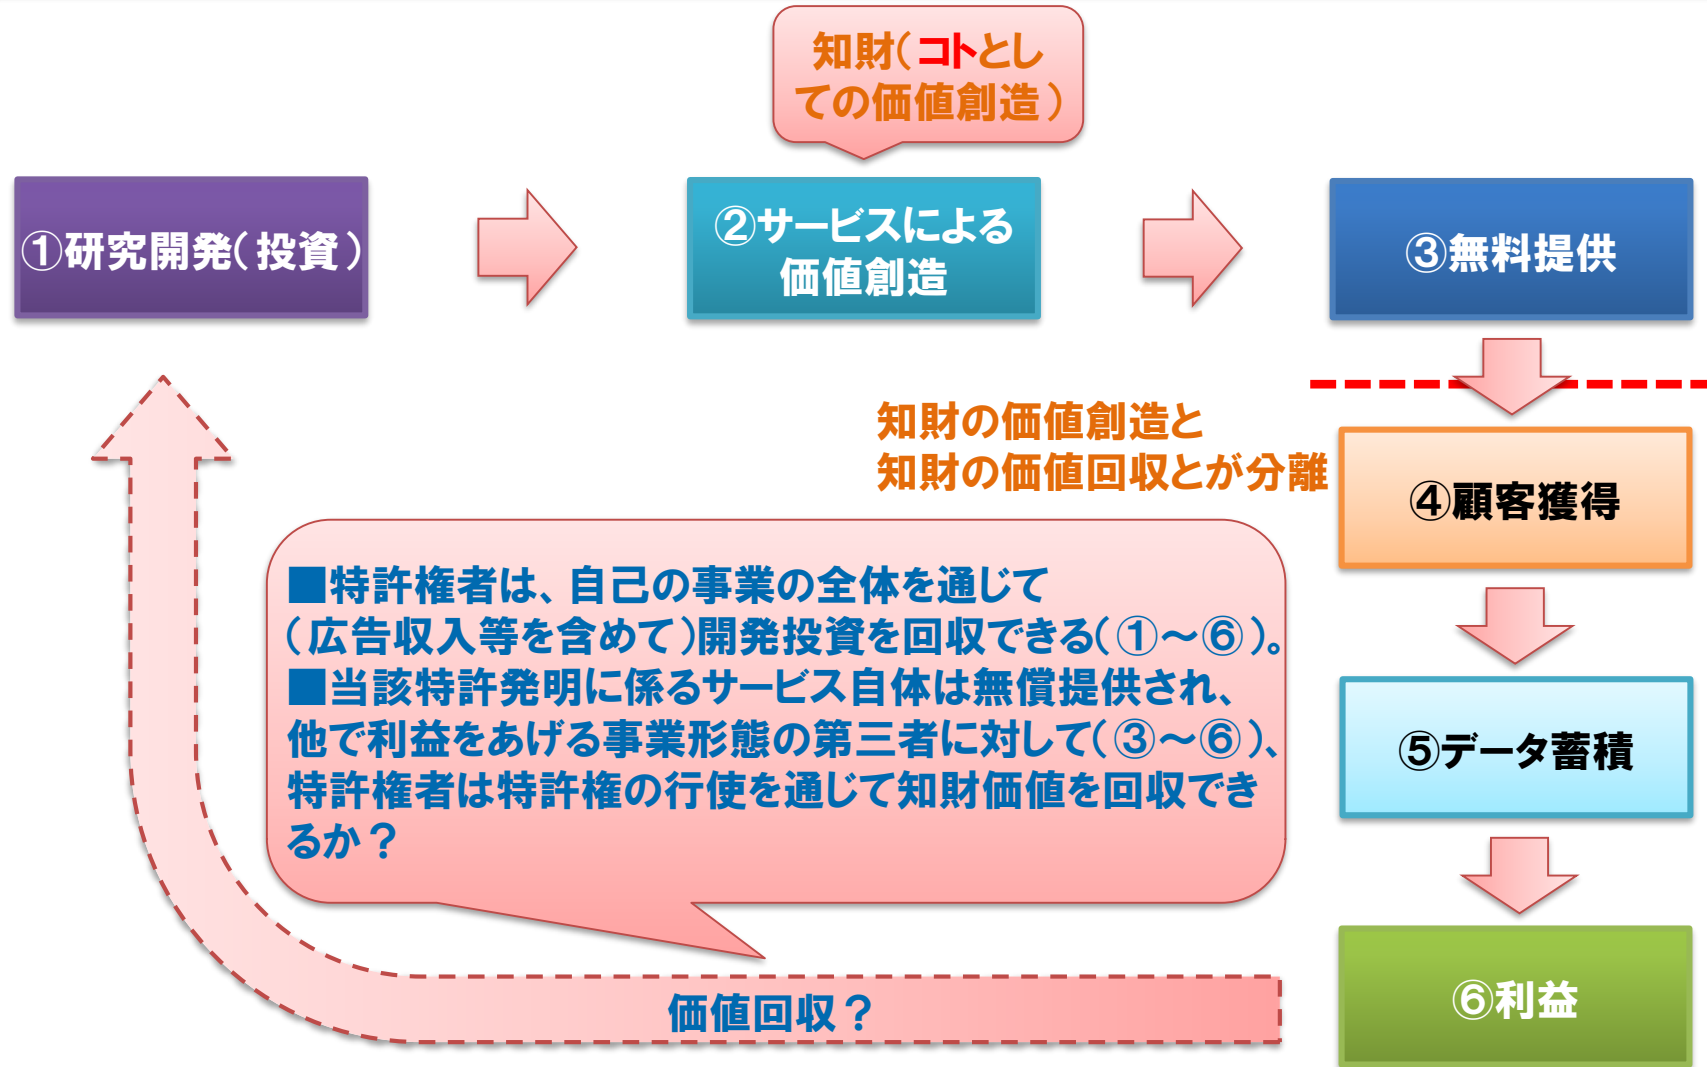 知財（コトとし
ての価値創造）
①研究開発（投資）
②サービスによる
価値創造
③無料提供
知財の価値創造と
知財の価値回収とが分離
④顧客獲得
■特許権者は、自己の事業の全体を通じて
（広告収入等を含めて）開発投資を回収できる（①～⑥）。
■当該特許発明に係るサービス自体は無償提供され、
他で利益をあげる事業形態の第三者に対して（③～⑥）、
特許権者は特許権の行使を通じて知財価値を回収でき
るか？
⑤データ蓄積
価値回収？
⑥利益